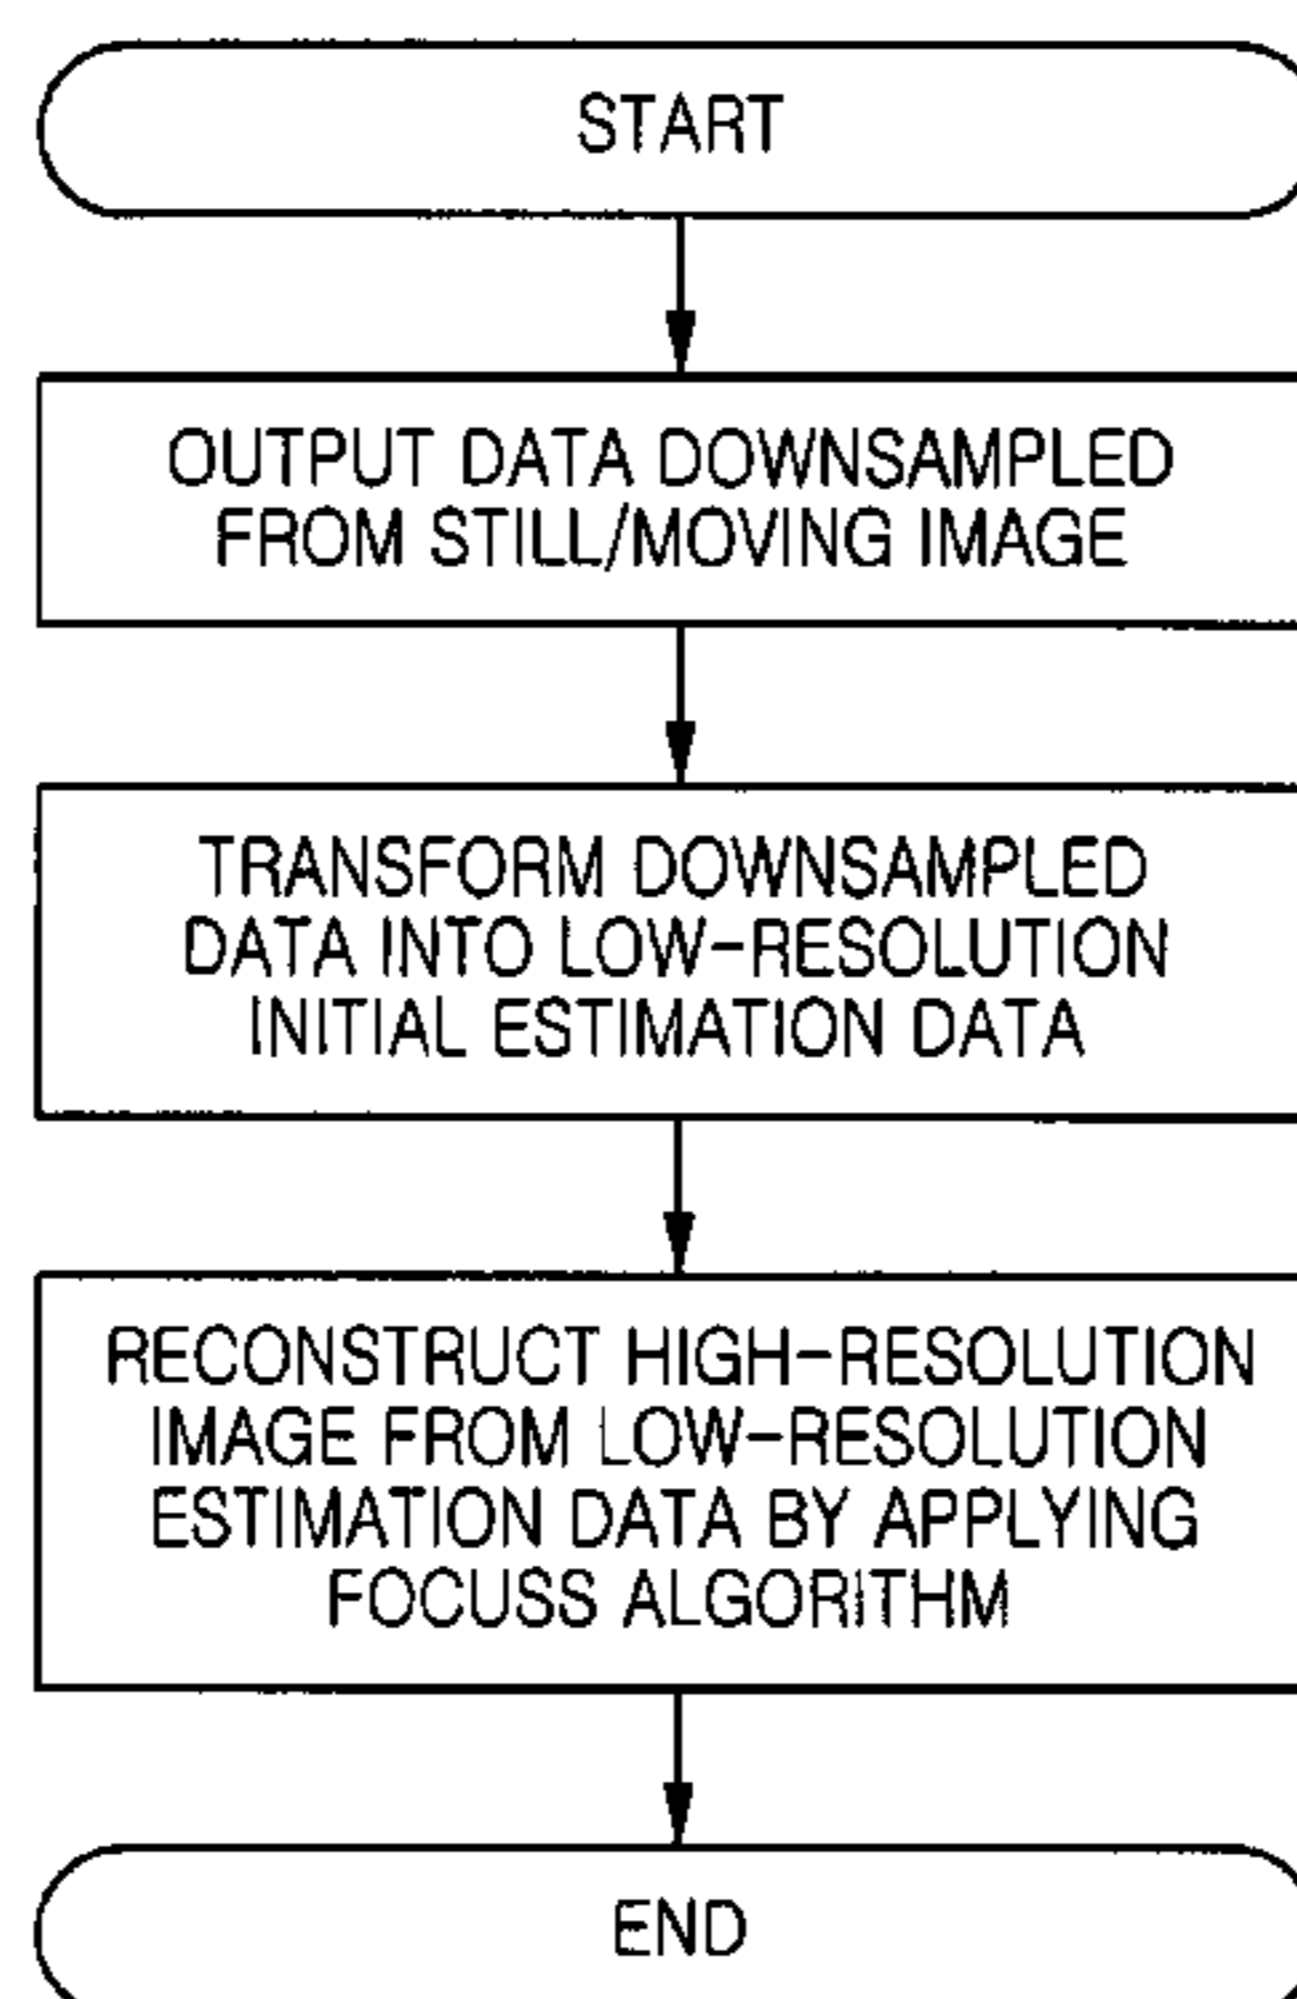 START
OUTPUT DATA DOWNSAMPLED
FROM STILL/MOVING IMAGE
TRANSFORM DOWNSAMPLED
DATA INTO LOW-RESOLUTION
INITIAL ESTIMATION DATA
RECONSTRUCT HIGH-RESOLUTION
IMAGE FROM LOW-RESOLUTION
ESTIMATION DATA BY APPLYING
FOCUSS ALGORITHM
END